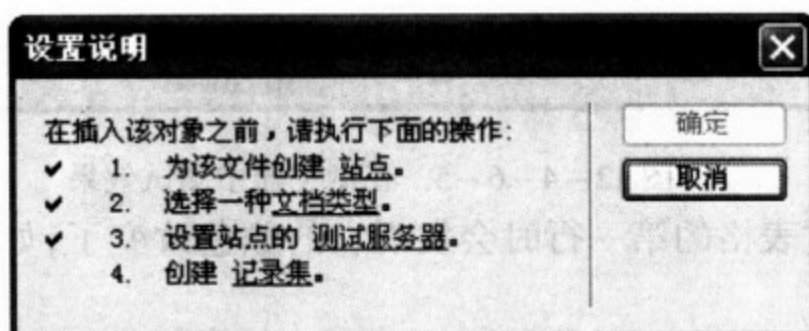 设置说明
在插入该对象之前，请执行下面的操作:
✔ 1. 为该文件创建 站点。
✔ 2. 选择一种文档类型。
✔ 3. 设置站点的 测试服务器。
4. 创建 记录集。
确定
取消